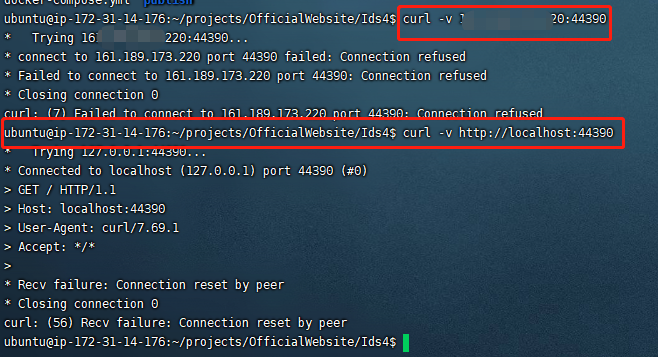 docker-compose.yml publish
ubuntu@ip-172-31-14-176:~/projects/OfficialWebsite/Ids4$ curl -v 20:44390
*   Trying 16 220:44390...
* connect to 161.189.173.220 port 44390 failed: Connection refused
* Failed to connect to 161.189.173.220 port 44390: Connection refused
* Closing connection 0
curl: (7) Failed to connect to 161.189.173.220 port 44390: Connection refused
ubuntu@ip-172-31-14-176:~/projects/OfficialWebsite/Ids4$ curl -v http://localhost:44390
*   Trying 127.0.0.1:44390...
* Connected to localhost (127.0.0.1) port 44390 (#0)
> GET / HTTP/1.1
> Host: localhost:44390
> User-Agent: curl/7.69.1
> Accept: */*
>
* Recv failure: Connection reset by peer
* Closing connection 0
curl: (56) Recv failure: Connection reset by peer
ubuntu@ip-172-31-14-176:~/projects/OfficialWebsite/Ids4$